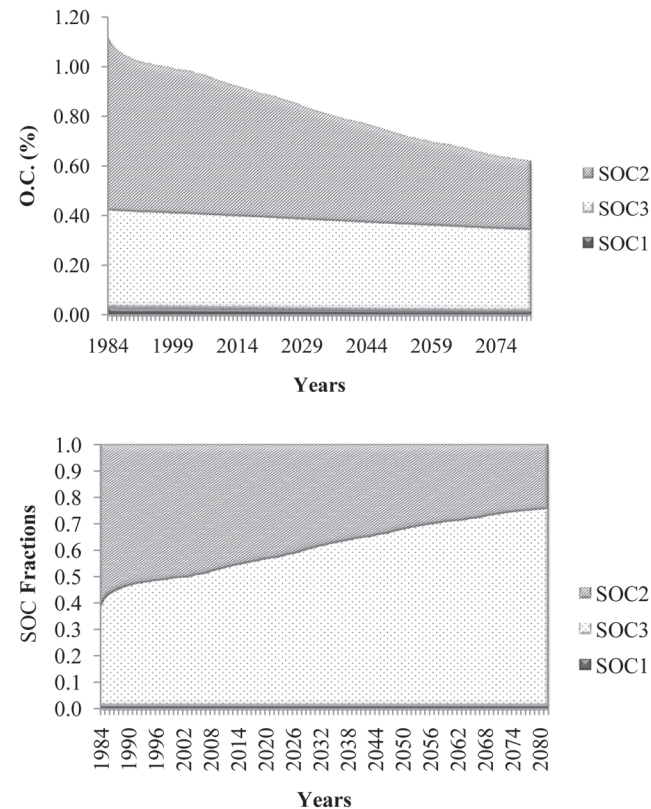 1.20
1.00
0.80
0.60
0.40
0.20
0.00
O.C. (%)
1984 1999 2014 2029 2044 2059 2074
Years
SOC2
SOC3
SOC1
1.0
0.9
0.8
0.7
0.6
0.5
0.4
0.3
0.2
0.1
0.0
SOC Fractions
1984 1990 1996 2002 2008 2014 2020 2026 2032 2038 2044 2050 2056 2062 2068 2074 2080
Years
SOC2
SOC3
SOC1